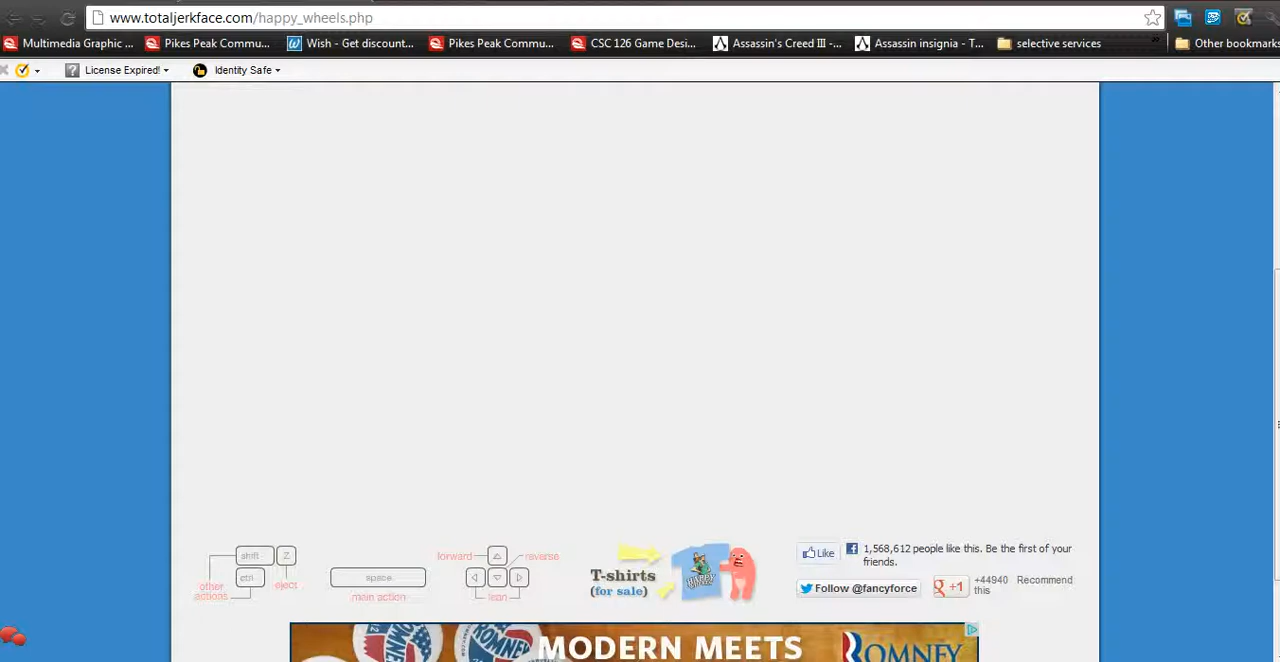 www.totaljerkface.com/happy_wheels.php
Multimedia Graphic ... Pikes Peak Commu... Wish - Get discount... Pikes Peak Commu... CSC 126 Game Desi... Assassin's Creed III -... Assassin insignia - T... selective services » Other bookmarks
License Expired! Identity Safe
shift Z forward reverse
ctrl space
other actions eject main action lean
T-shirts
(for sale)
Like 1,568,612 people like this. Be the first of your
friends.
Follow @fancyforce +1 +44940 Recommend
this
ROMNEY ROMNEY MODERN MEETS ROMNEY